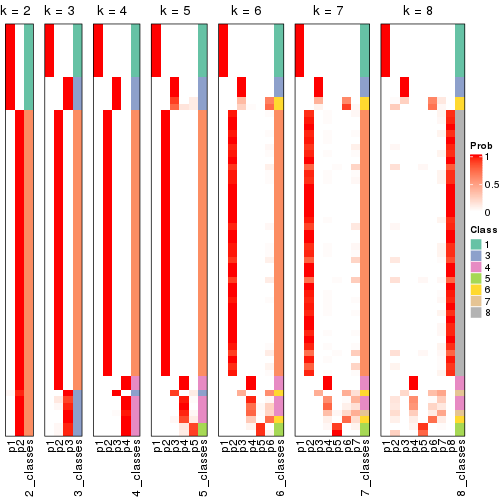 k = 2 k = 3 k = 4 k = 5 k = 6 k = 7 k = 8
p1 p2 2_classes
p1 p2 p3 3_classes
p1 p2 p3 p4 4_classes
p1 p2 p3 p4 p5 5_classes
p1 p2 p3 p4 p5 p6 6_classes
p1 p2 p3 p4 p5 p6 p7 7_classes
p1 p2 p3 p4 p5 p6 p7 p8 8_classes
Prob
1
0.5
0
Class
1
3
4
5
6
7
8